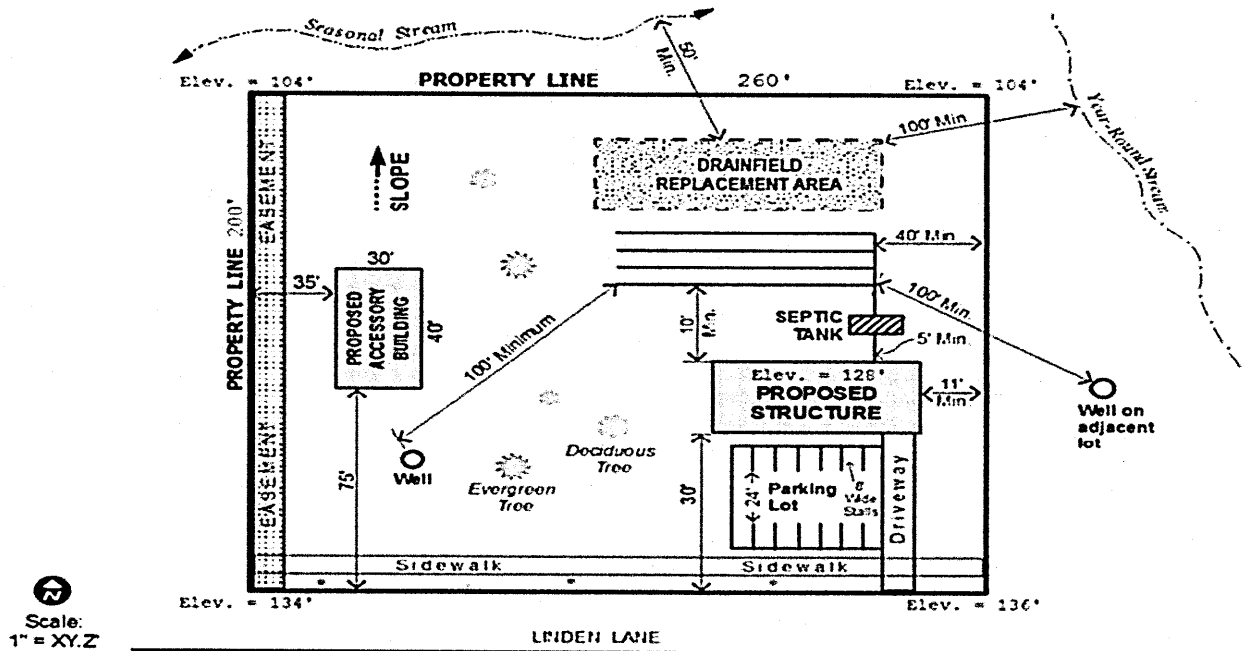 Seasonal Stream
50'
Min.
Elev. = 104'
PROPERTY LINE
260'
Elev. = 104'
Year-Round Stream
100' Min
DRAINFIELD
REPLACEMENT AREA
EASEMENT
SLOPE
PROPERTY LINE 200'
40' Min
35'
30'
PROPOSED
ACCESSORY
BUILDING
40'
100' Minimum
10'
Min.
SEPTIC
TANK
5' Min.
100' Min.
Elev. = 128'
PROPOSED
STRUCTURE
11'
Min.
Well on
adjacent
lot
Well
Deciduous
Tree
Evergreen
Tree
75'
30'
24'
Parking
Lot
8'
Wide
Stalls
Driveway
EASEMENT
Sidewalk
Sidewalk
Elev. = 134'
Elev. = 136'
N
Scale:
1" = XY.Z'
LINDEN LANE